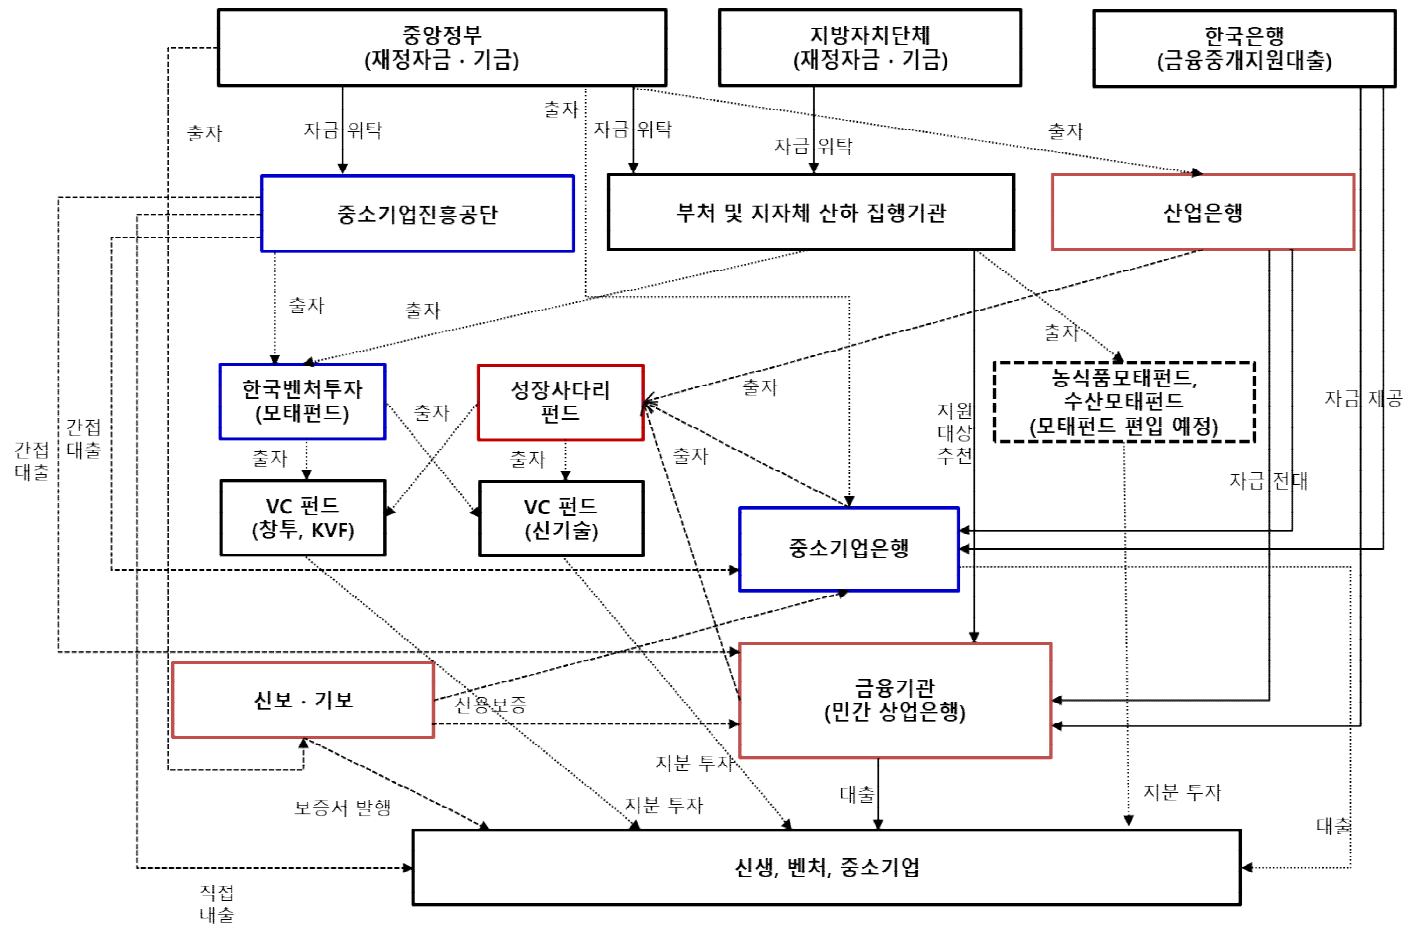 중앙정부
(재정자금 · 기금)
지방자치단체
(재정자금 · 기금)
한국은행
(금융중개지원대출)
출자
자금 위탁
출자
자금 위탁
자금 위탁
출자
중소기업진흥공단
부처 및 지자체 산하 집행기관
산업은행
출자
출자
출자
한국벤처투자
(모태펀드)
성장사다리
펀드
농식품모태펀드,
수산모태펀드
(모태펀드 편입 예정)
출자
출자
지원
대상
추천
자금 제공
간접
대출
간접
대출
출자
출자
출자
자금 전대
VC 펀드
(창투, KVF)
VC 펀드
(신기술)
중소기업은행
신보 · 기보
신용보증
금융기관
(민간 상업은행)
지분 투자
보증서 발행
지분 투자
대출
지분 투자
대출
신생, 벤처, 중소기업
직접
대출